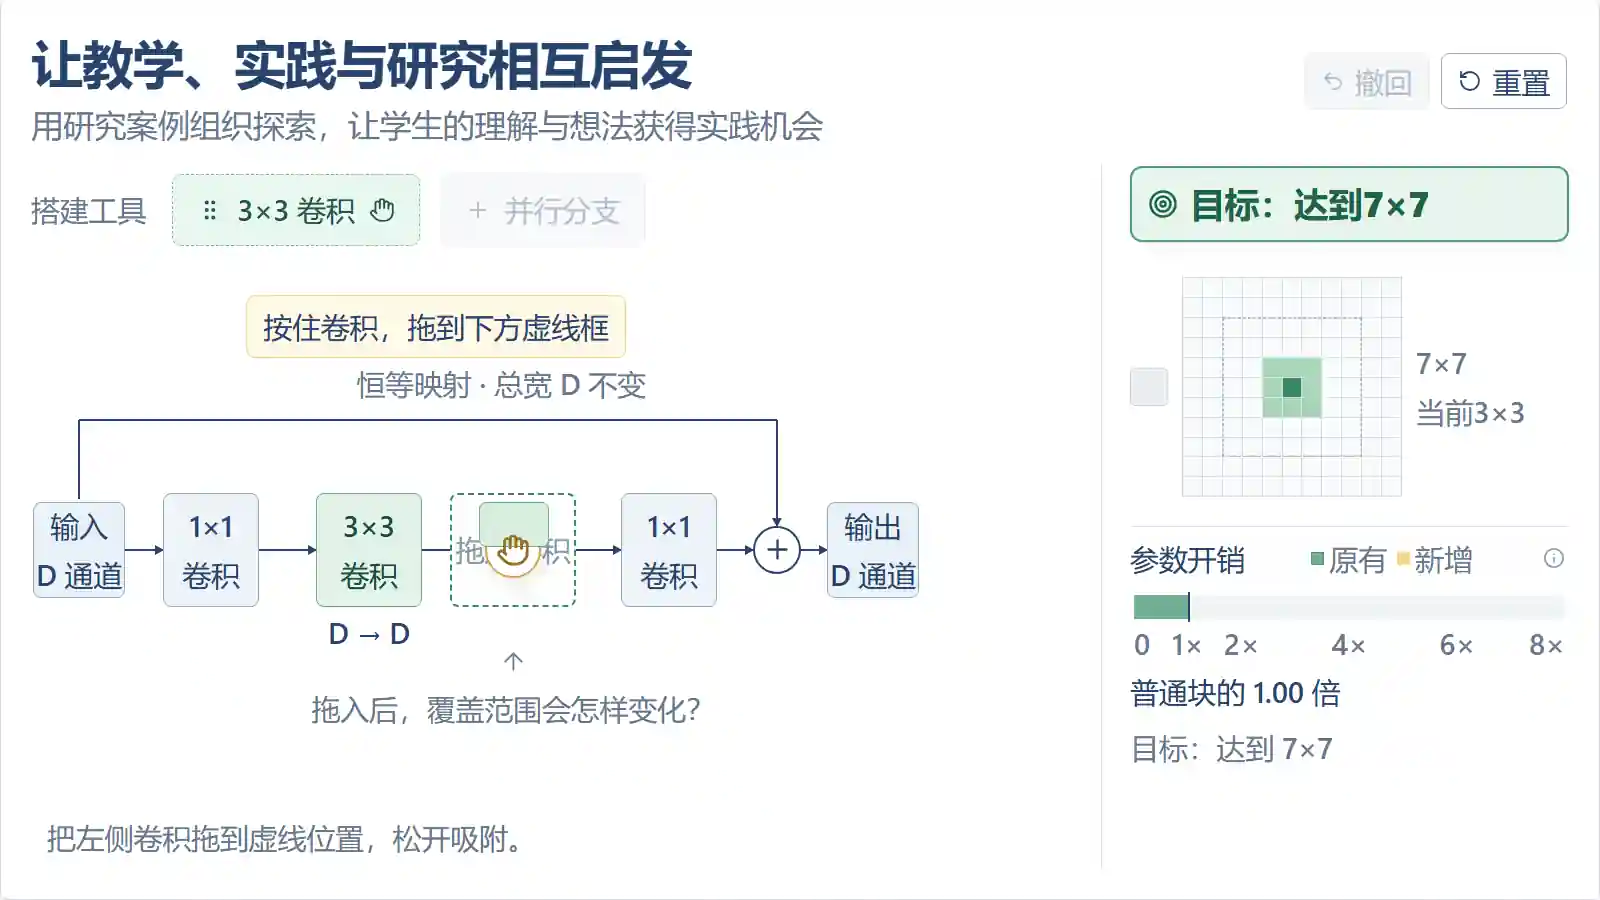 让教学、实践与研究相互启发
用研究案例组织探索，让学生的理解与想法获得实践机会
撤回
重置
搭建工具
3×3 卷积
+ 并行分支
目标：达到7×7
按住卷积，拖到下方虚线框
恒等映射 · 总宽 D 不变
7×7
当前3×3
输入
D 通道
1×1
卷积
3×3
卷积
D → D
拖
积
1×1
卷积
+
输出
D 通道
↑
拖入后，覆盖范围会怎样变化？
参数开销
原有
新增
0 1× 2× 4× 6× 8×
普通块的 1.00 倍
目标：达到 7×7
把左侧卷积拖到虚线位置，松开吸附。